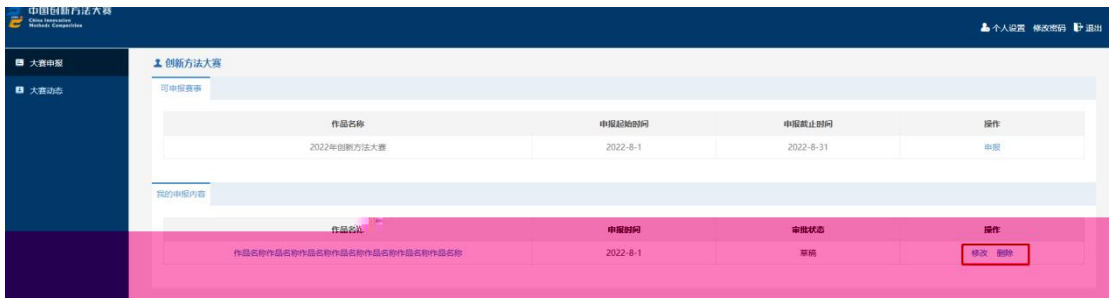 中国创新方法大赛
China Innovation
Methods Competition
个人设置 修改密码 退出
大赛申报
大赛动态
创新方法大赛
可申报赛事
作品名称 申报起始时间 申报截止时间 操作
2022年创新方法大赛 2022-8-1 2022-8-31 申报
我的申报内容
作品名 申报时间 审批状态 操作
作品名称作品名称作品名称作品名称作品名称作品名称作品名称 2022-8-1 草稿 修改 删除